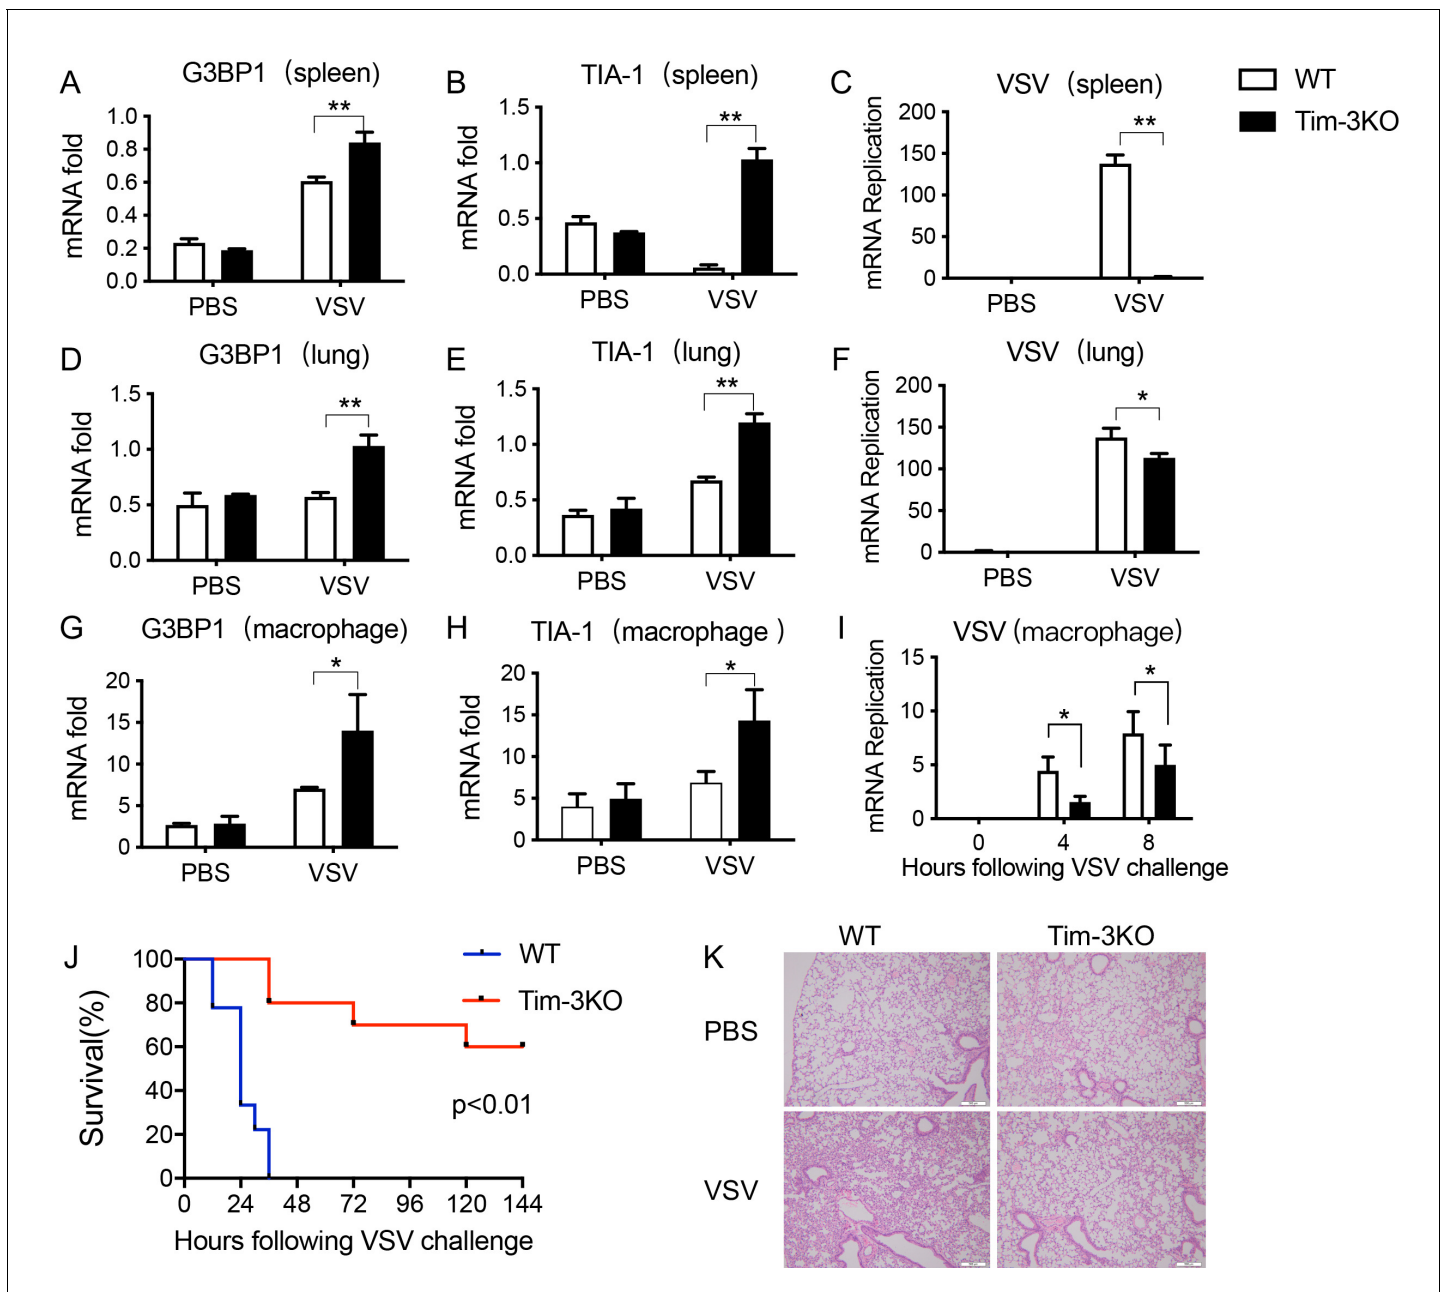 A G3BP1 (spleen)
mRNA fold
1.0
0.8
0.6
0.4
0.2
0.0
**
PBS VSV
B TIA-1 (spleen)
mRNA fold
1.5
1.0
0.5
0.0
**
PBS VSV
C VSV (spleen)
mRNA Replication
200
150
100
50
0
**
PBS VSV
WT
Tim-3KO
D G3BP1 (lung)
mRNA fold
1.5
1.0
0.5
0.0
**
PBS VSV
E TIA-1 (lung)
mRNA fold
1.5
1.0
0.5
0.0
**
PBS VSV
F VSV (lung)
mRNA Replication
200
150
100
50
0
*
PBS VSV
G G3BP1 (macrophage)
mRNA fold
20
15
10
5
0
*
PBS VSV
H TIA-1 (macrophage )
mRNA fold
20
15
10
5
0
*
PBS VSV
I VSV (macrophage)
mRNA Replication
15
10
5
0
*
*
0 4 8
Hours following VSV challenge
J
Survival(%)
100
80
60
40
20
0
WT
Tim-3KO
p<0.01
0 24 48 72 96 120 144
Hours following VSV challenge
K WT Tim-3KO
PBS
VSV